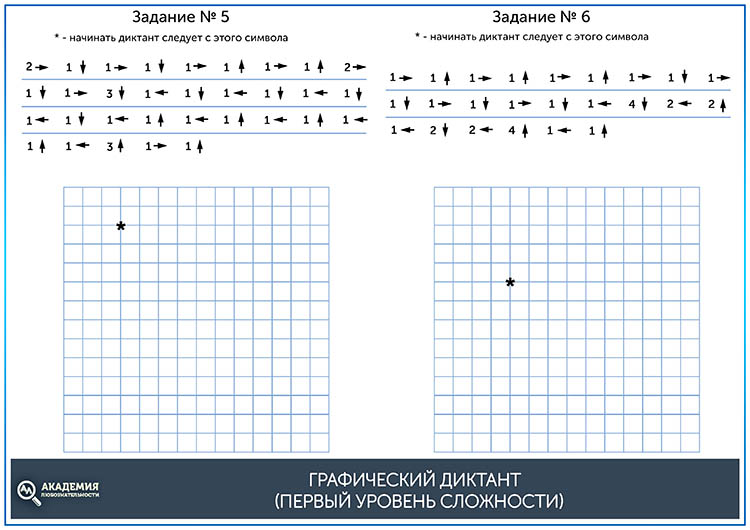 Задание № 5
* - начинать диктант следует с этого символа
2→ 1↓ 1→ 1↓ 1→ 1↑ 1→ 1↑ 2→
1↓ 1→ 3↓ 1← 1↓ 1← 1↓ 1← 1↓
1← 1↓ 1← 1↑ 1← 1↑ 1← 1↑ 1←
1↑ 1← 3↑ 1→ 1↑
*
Задание № 6
* - начинать диктант следует с этого символа
1→ 1↑ 1→ 1↑ 1→ 1↑ 1→ 1↓ 1→
1↓ 1→ 1↓ 1→ 1↓ 1← 4↓ 2← 2↑
1← 2↓ 2← 4↑ 1← 1↑
*
АКАДЕМИЯ
ЛЮБОЗНАТЕЛЬНОСТИ
ГРАФИЧЕСКИЙ ДИКТАНТ
(ПЕРВЫЙ УРОВЕНЬ СЛОЖНОСТИ)